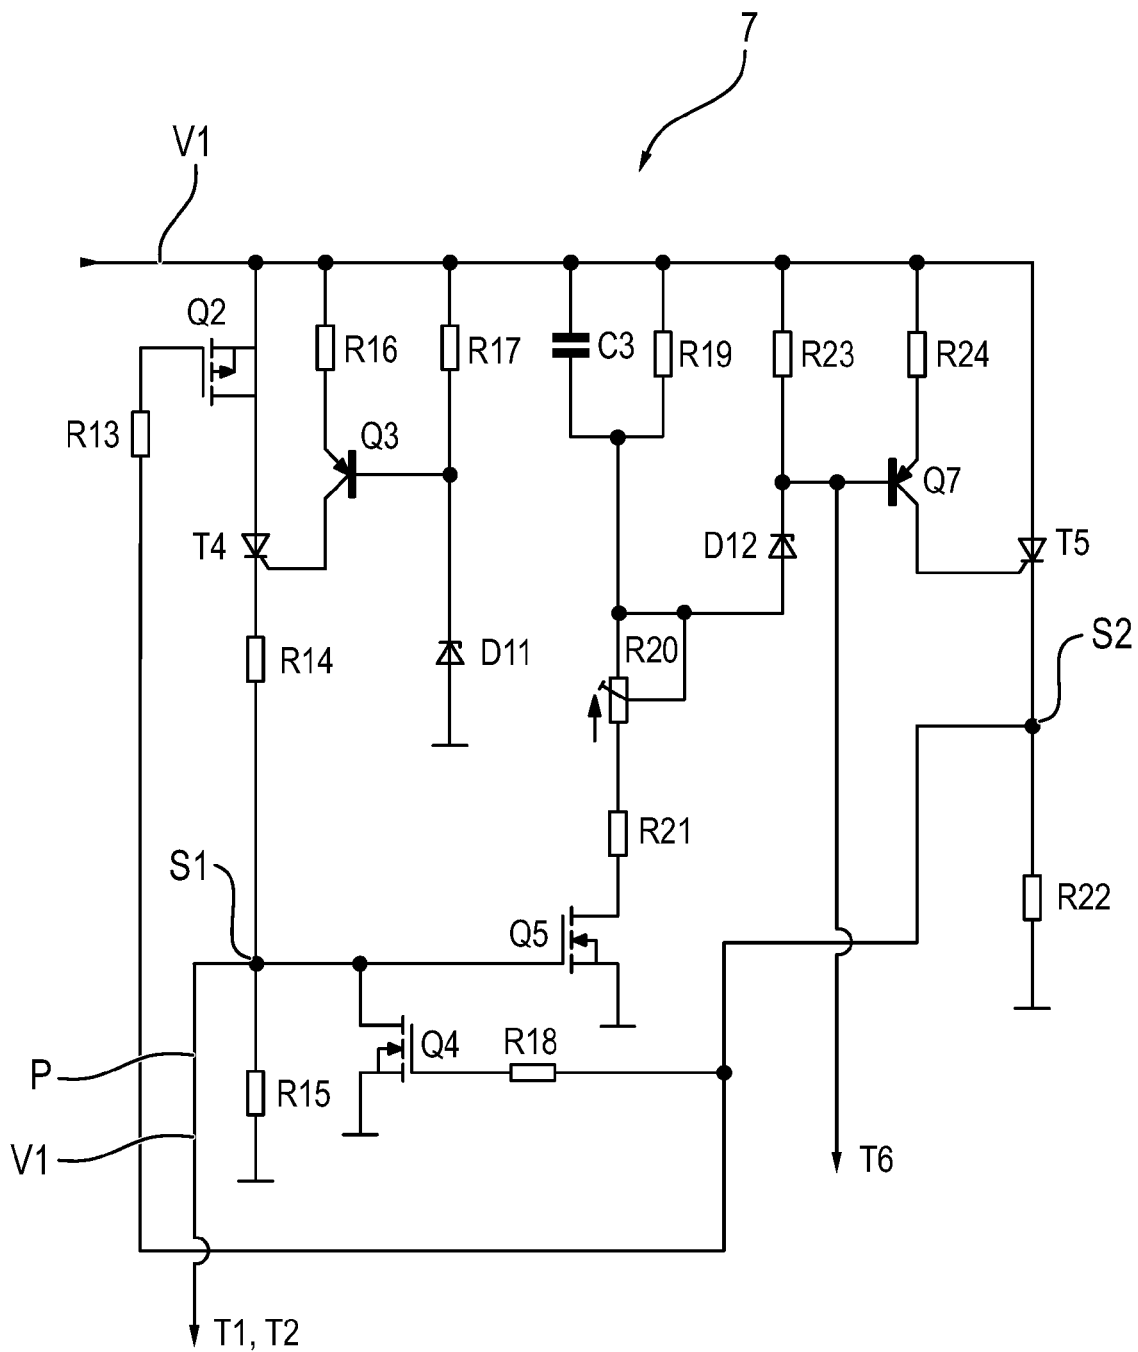 7
V1
Q2
R16
R17
C3
R19
R23
R24
R13
Q3
Q7
T4
D12
T5
R14
D11
R20
S2
R21
S1
R22
Q5
P
Q4
R18
R15
V1
T6
T1, T2